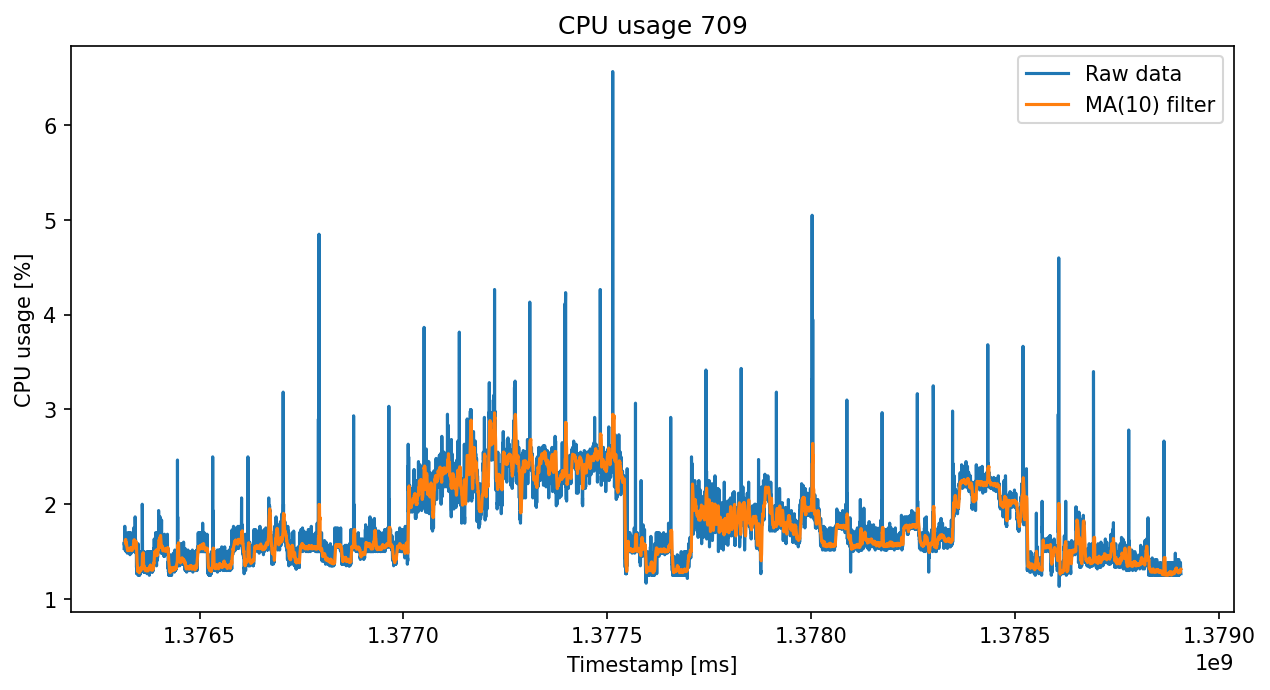 CPU usage 709
Raw data
MA(10) filter
CPU usage [%]
6
5
4
3
2
1
1.3765 1.3770 1.3775 1.3780 1.3785 1.3790
1e9
Timestamp [ms]